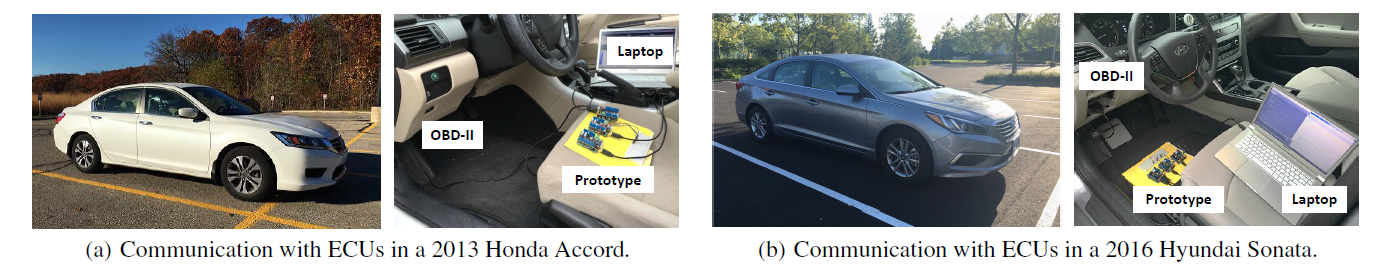 Laptop
OBD-II
Prototype
OBD-II
Prototype
Laptop
(a) Communication with ECUs in a 2013 Honda Accord.
(b) Communication with ECUs in a 2016 Hyundai Sonata.